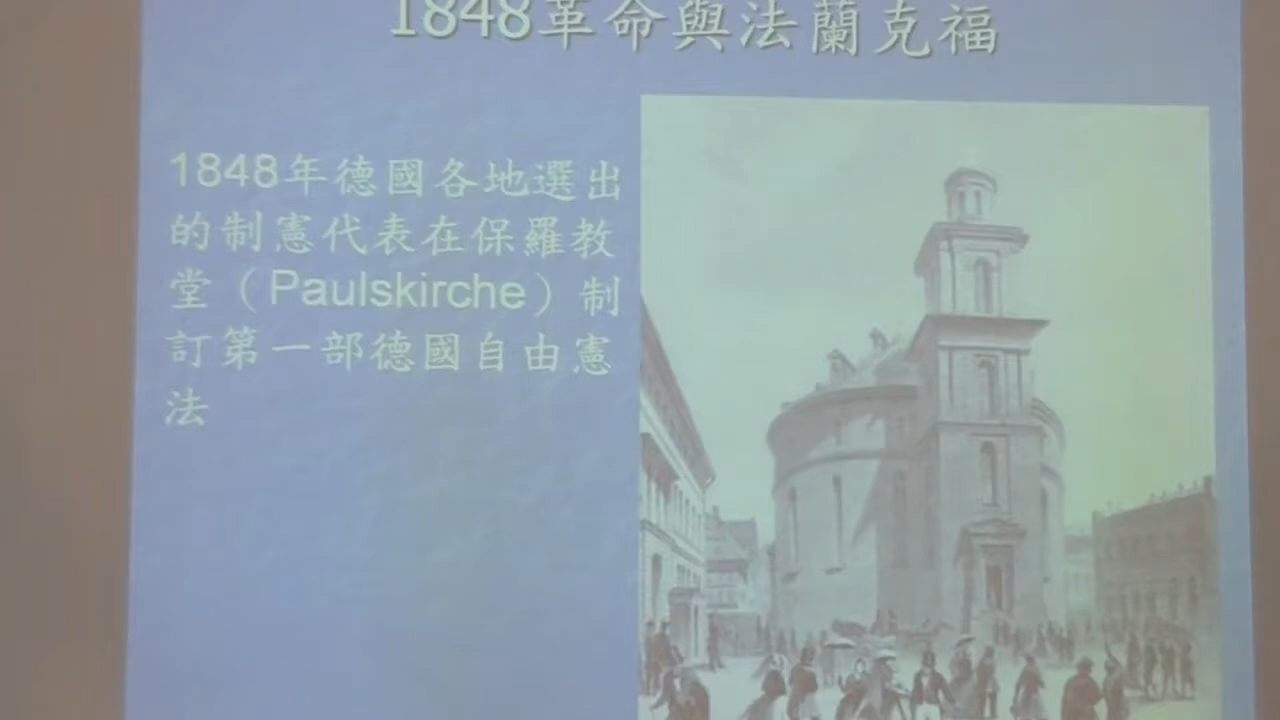 1848革命與法蘭克福
1848年德國各地選出
的制憲代表在保羅教
堂（Paulskirche）制
訂第一部德國自由憲
法